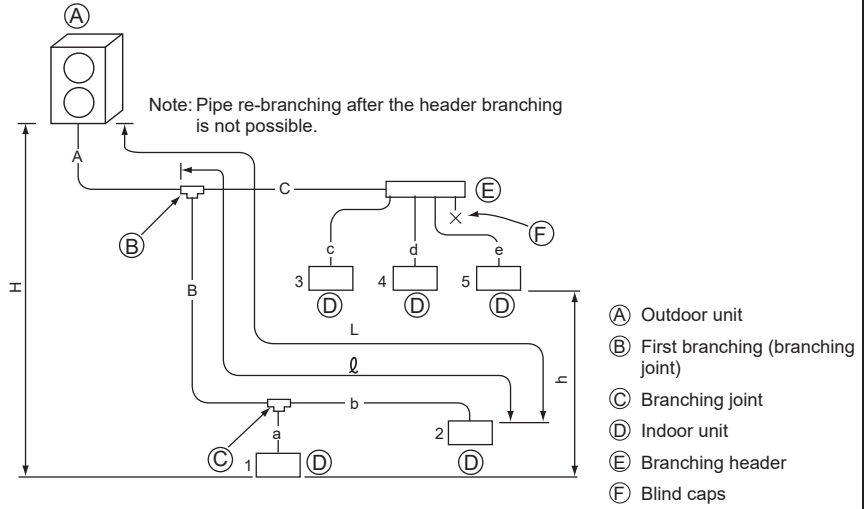 Ⓐ
Note: Pipe re-branching after the header branching
is not possible.
A
C
Ⓔ
Ⓑ
Ⓕ
c
d
e
3
4
5
Ⓓ
Ⓓ
Ⓓ
H
B
L
ℓ
h
b
a
2
Ⓒ
1
Ⓓ
Ⓓ
Ⓐ Outdoor unit
Ⓑ First branching (branching
joint)
Ⓒ Branching joint
Ⓓ Indoor unit
Ⓔ Branching header
Ⓕ Blind caps